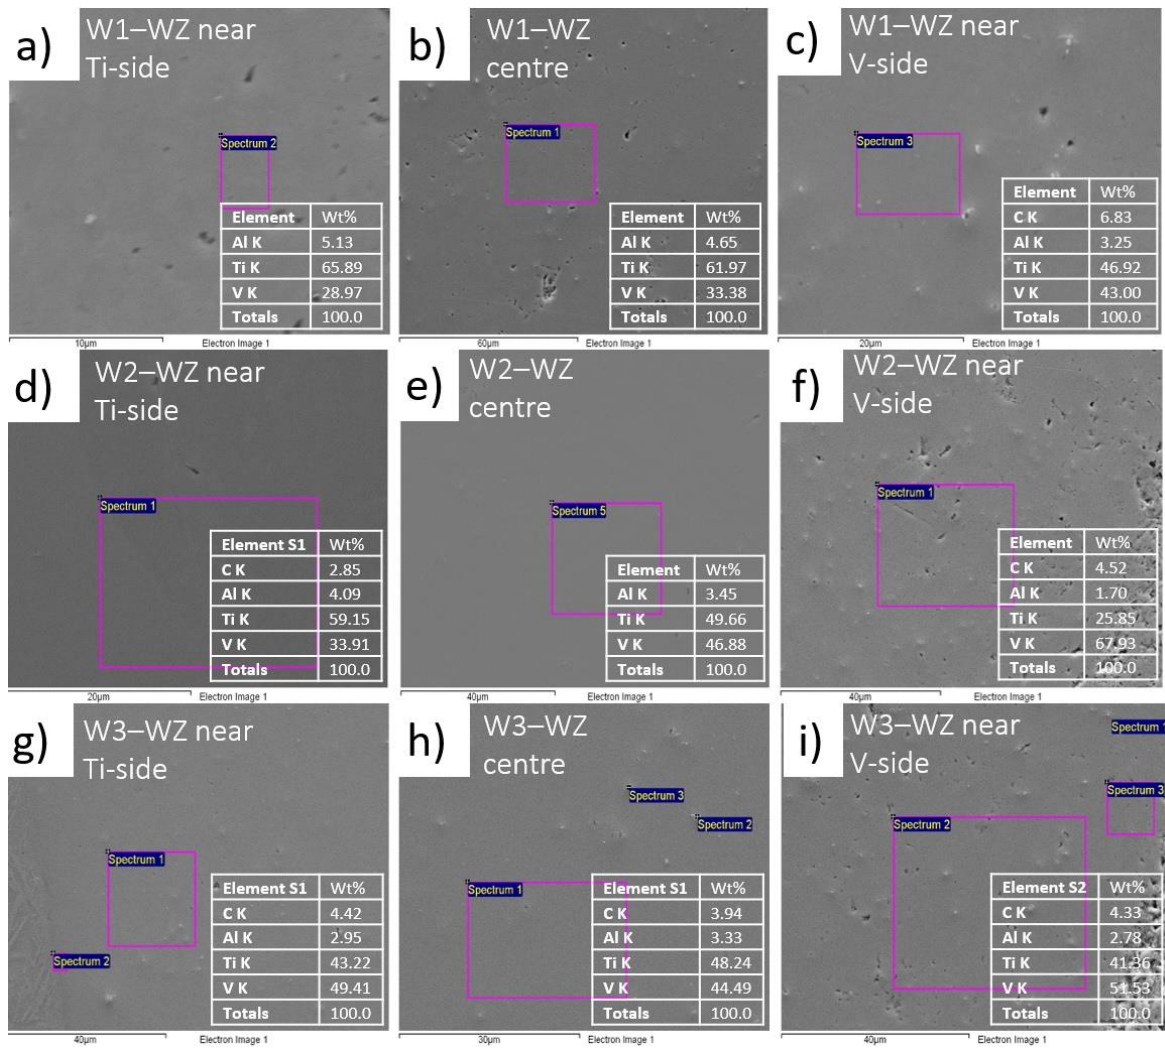 a) W1–WZ near
Ti-side
Spectrum 2
Element Wt%
Al K 5.13
Ti K 65.89
V K 28.97
Totals 100.0
10µm Electron Image 1
b) W1–WZ
centre
Spectrum 1
Element Wt%
Al K 4.65
Ti K 61.97
V K 33.38
Totals 100.0
60µm Electron Image 1
c) W1–WZ near
V-side
Spectrum 3
Element Wt%
C K 6.83
Al K 3.25
Ti K 46.92
V K 43.00
Totals 100.0
20µm Electron Image 1
d) W2–WZ near
Ti-side
Spectrum 1
Element S1 Wt%
C K 2.85
Al K 4.09
Ti K 59.15
V K 33.91
Totals 100.0
20µm Electron Image 1
e) W2–WZ
centre
Spectrum 5
Element Wt%
Al K 3.45
Ti K 49.66
V K 46.88
Totals 100.0
40µm Electron Image 1
f) W2–WZ near
V-side
Spectrum 1
Element Wt%
C K 4.52
Al K 1.70
Ti K 25.85
V K 67.93
Totals 100.0
40µm Electron Image 1
g) W3–WZ near
Ti-side
Spectrum 1
Spectrum 2
Element S1 Wt%
C K 4.42
Al K 2.95
Ti K 43.22
V K 49.41
Totals 100.0
40µm Electron Image 1
h) W3–WZ
centre
Spectrum 3
Spectrum 2
Spectrum 1
Element S1 Wt%
C K 3.94
Al K 3.33
Ti K 48.24
V K 44.49
Totals 100.0
30µm Electron Image 1
i) W3–WZ near
V-side
Spectrum 1
Spectrum 3
Spectrum 2
Element S2 Wt%
C K 4.33
Al K 2.78
Ti K 41.36
V K 51.53
Totals 100.0
40µm Electron Image 1